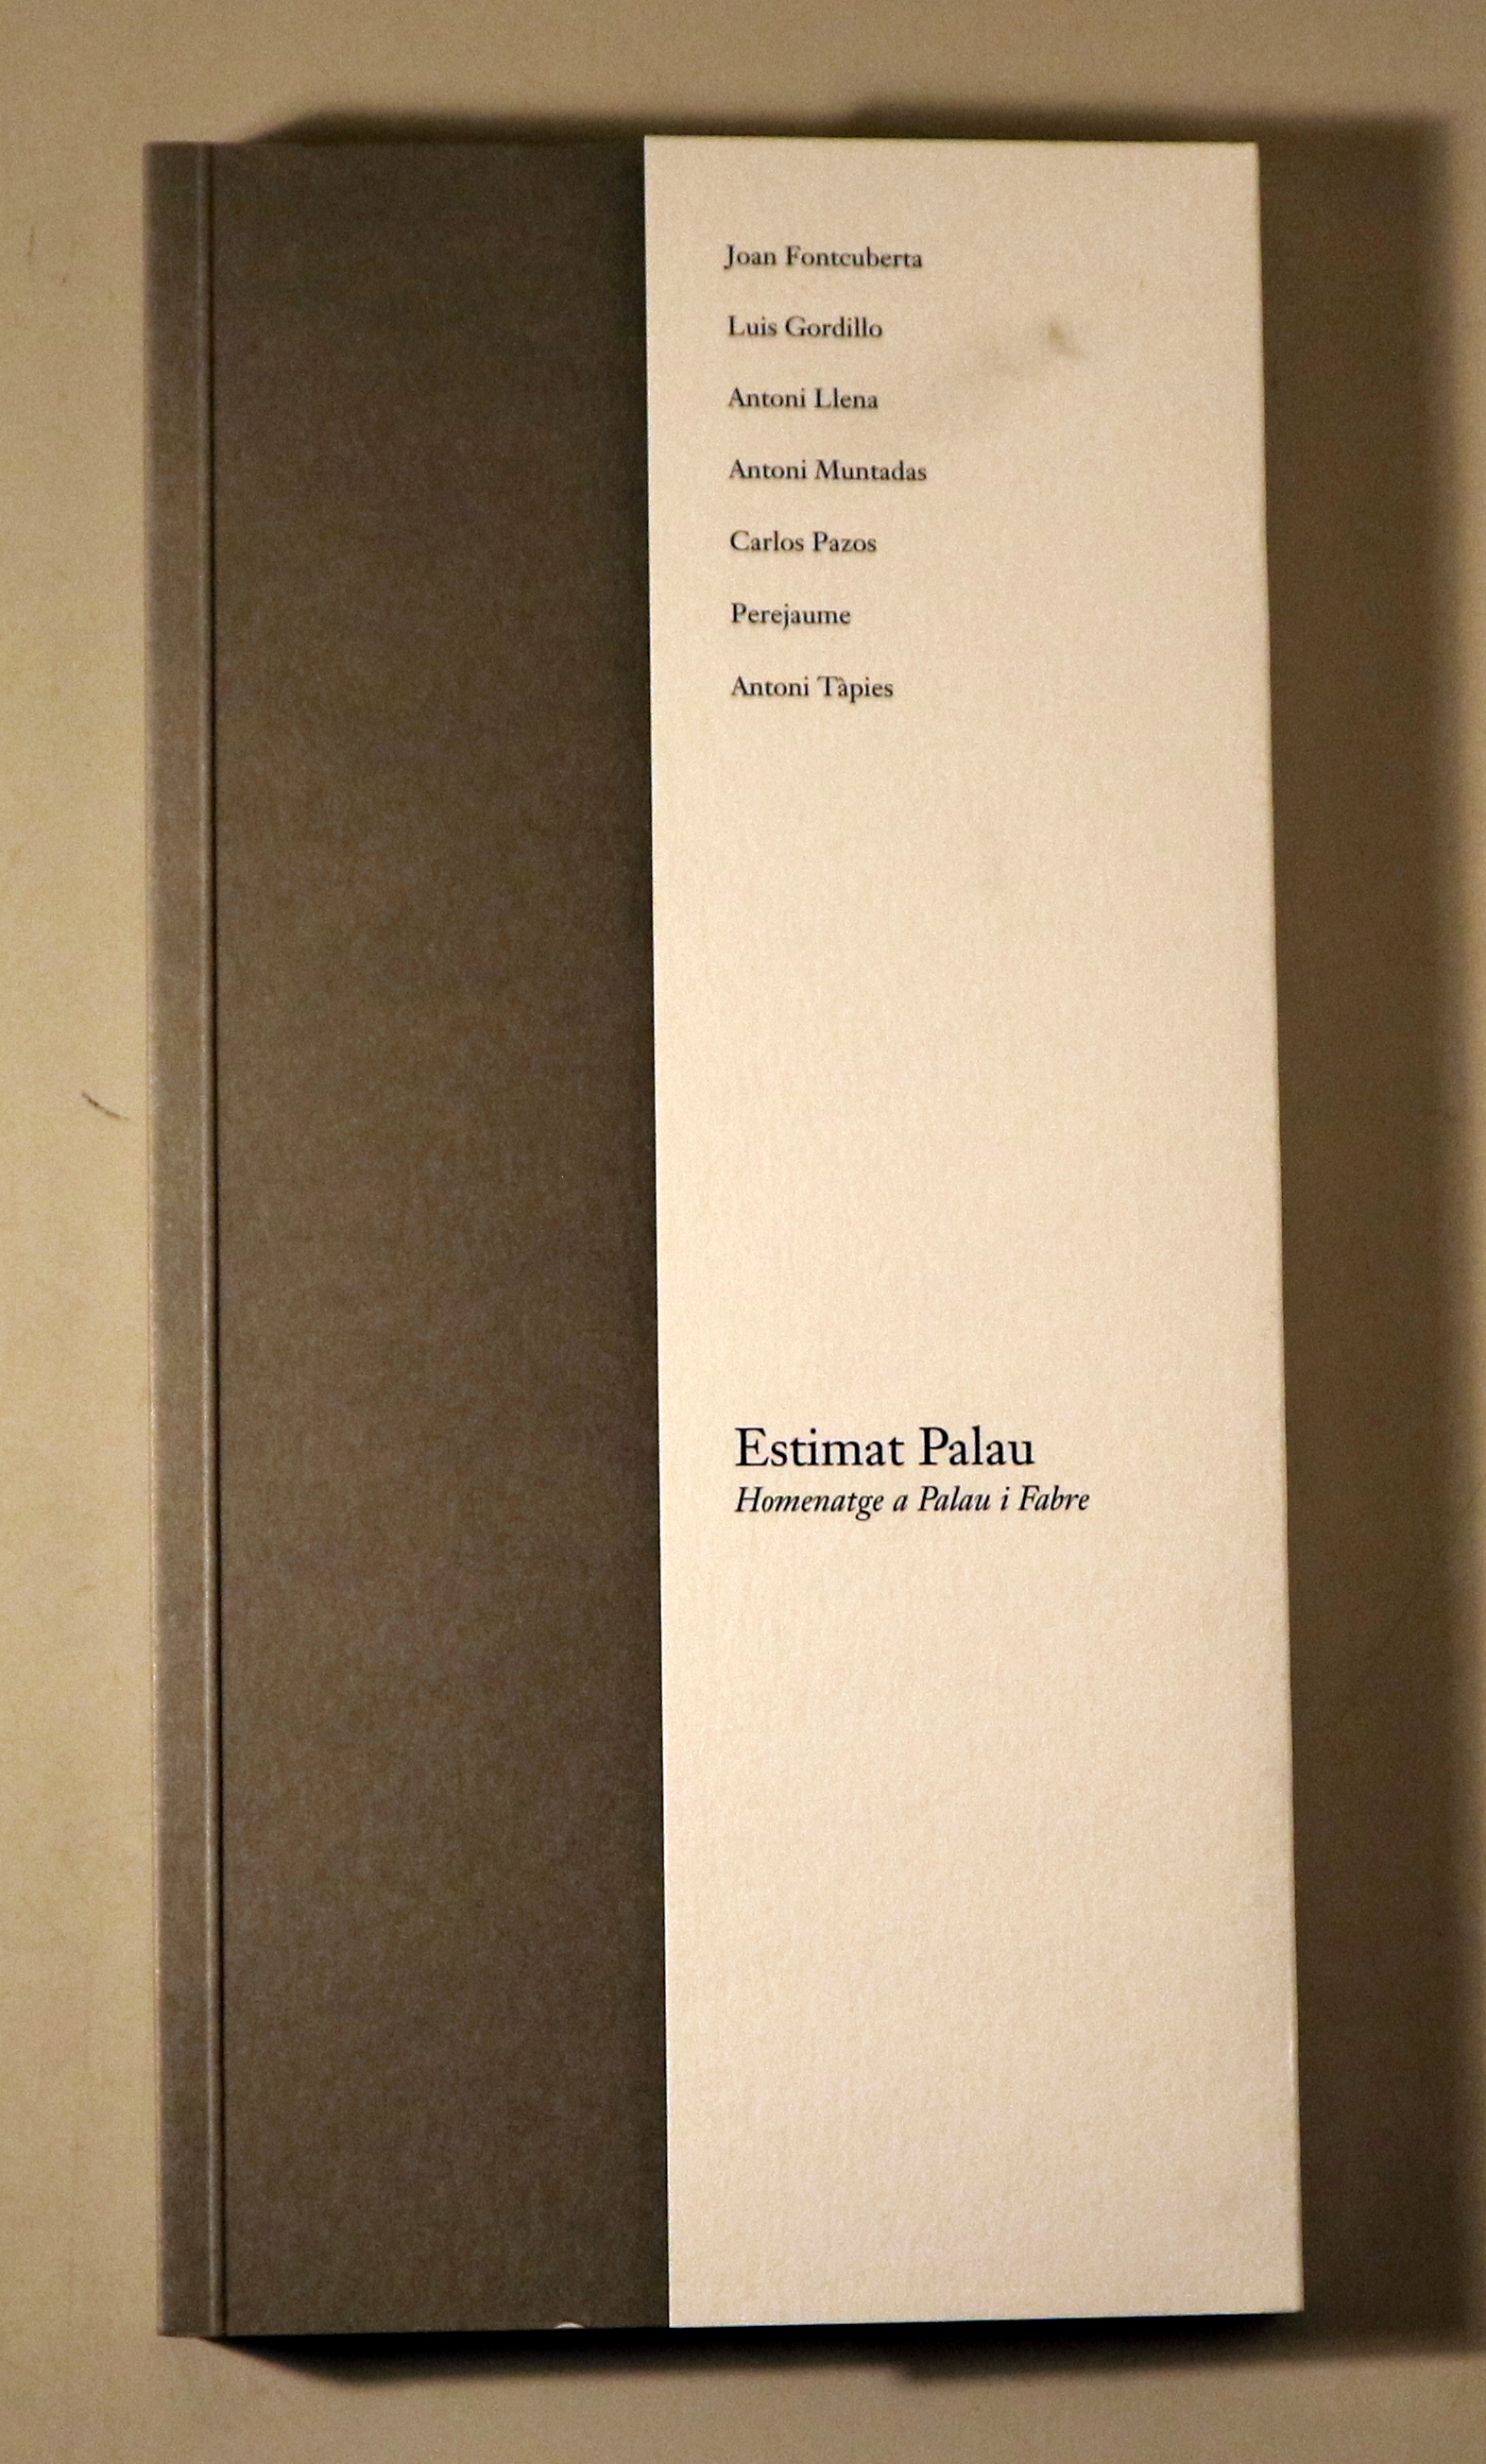 Joan Fontcuberta
Luis Gordillo
Antoni Llena
Antoni Muntadas
Carlos Pazos
Perejaume
Antoni Tàpies
Estimat Palau
Homenatge a Palau i Fabre